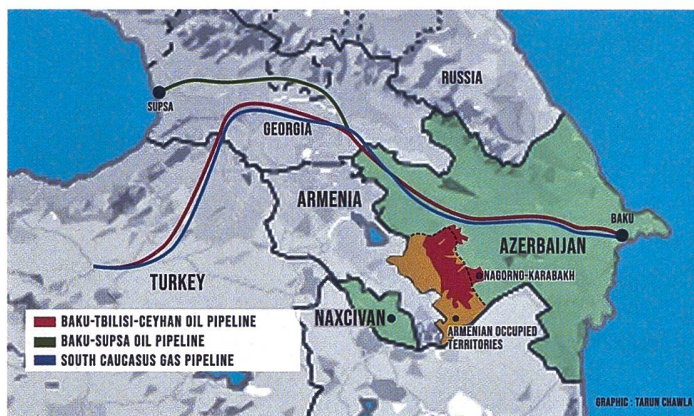 RUSSIA
SUPSA
GEORGIA
ARMENIA
BAKU
AZERBAIJAN
TURKEY
NAGORNO-KARABAKH
NAXCIVAN
ARMENIAN OCCUPIED
TERRITORIES
BAKU-TBILISI-CEYHAN OIL PIPELINE
BAKU-SUPSA OIL PIPELINE
SOUTH CAUCASUS GAS PIPELINE
GRAPHIC : TARUN CHAWLA